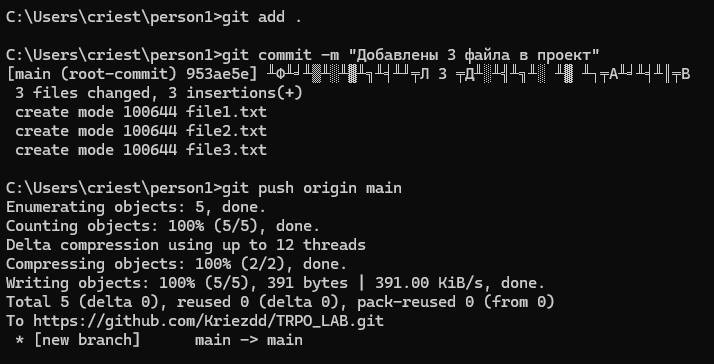 C:\Users\criest\person1>git add .
C:\Users\criest\person1>git commit -m "Добавлены 3 файла в проект"
[main (root-commit) 953ae5e] 3
3 files changed, 3 insertions(+)
create mode 100644 file1.txt
create mode 100644 file2.txt
create mode 100644 file3.txt
C:\Users\criest\person1>git push origin main
Enumerating objects: 5, done.
Counting objects: 100% (5/5), done.
Delta compression using up to 12 threads
Compressing objects: 100% (2/2), done.
Writing objects: 100% (5/5), 391 bytes | 391.00 KiB/s, done.
Total 5 (delta 0), reused 0 (delta 0), pack-reused 0 (from 0)
To https://github.com/Kriezdd/TRPO_LAB.git
* [new branch]      main -> main